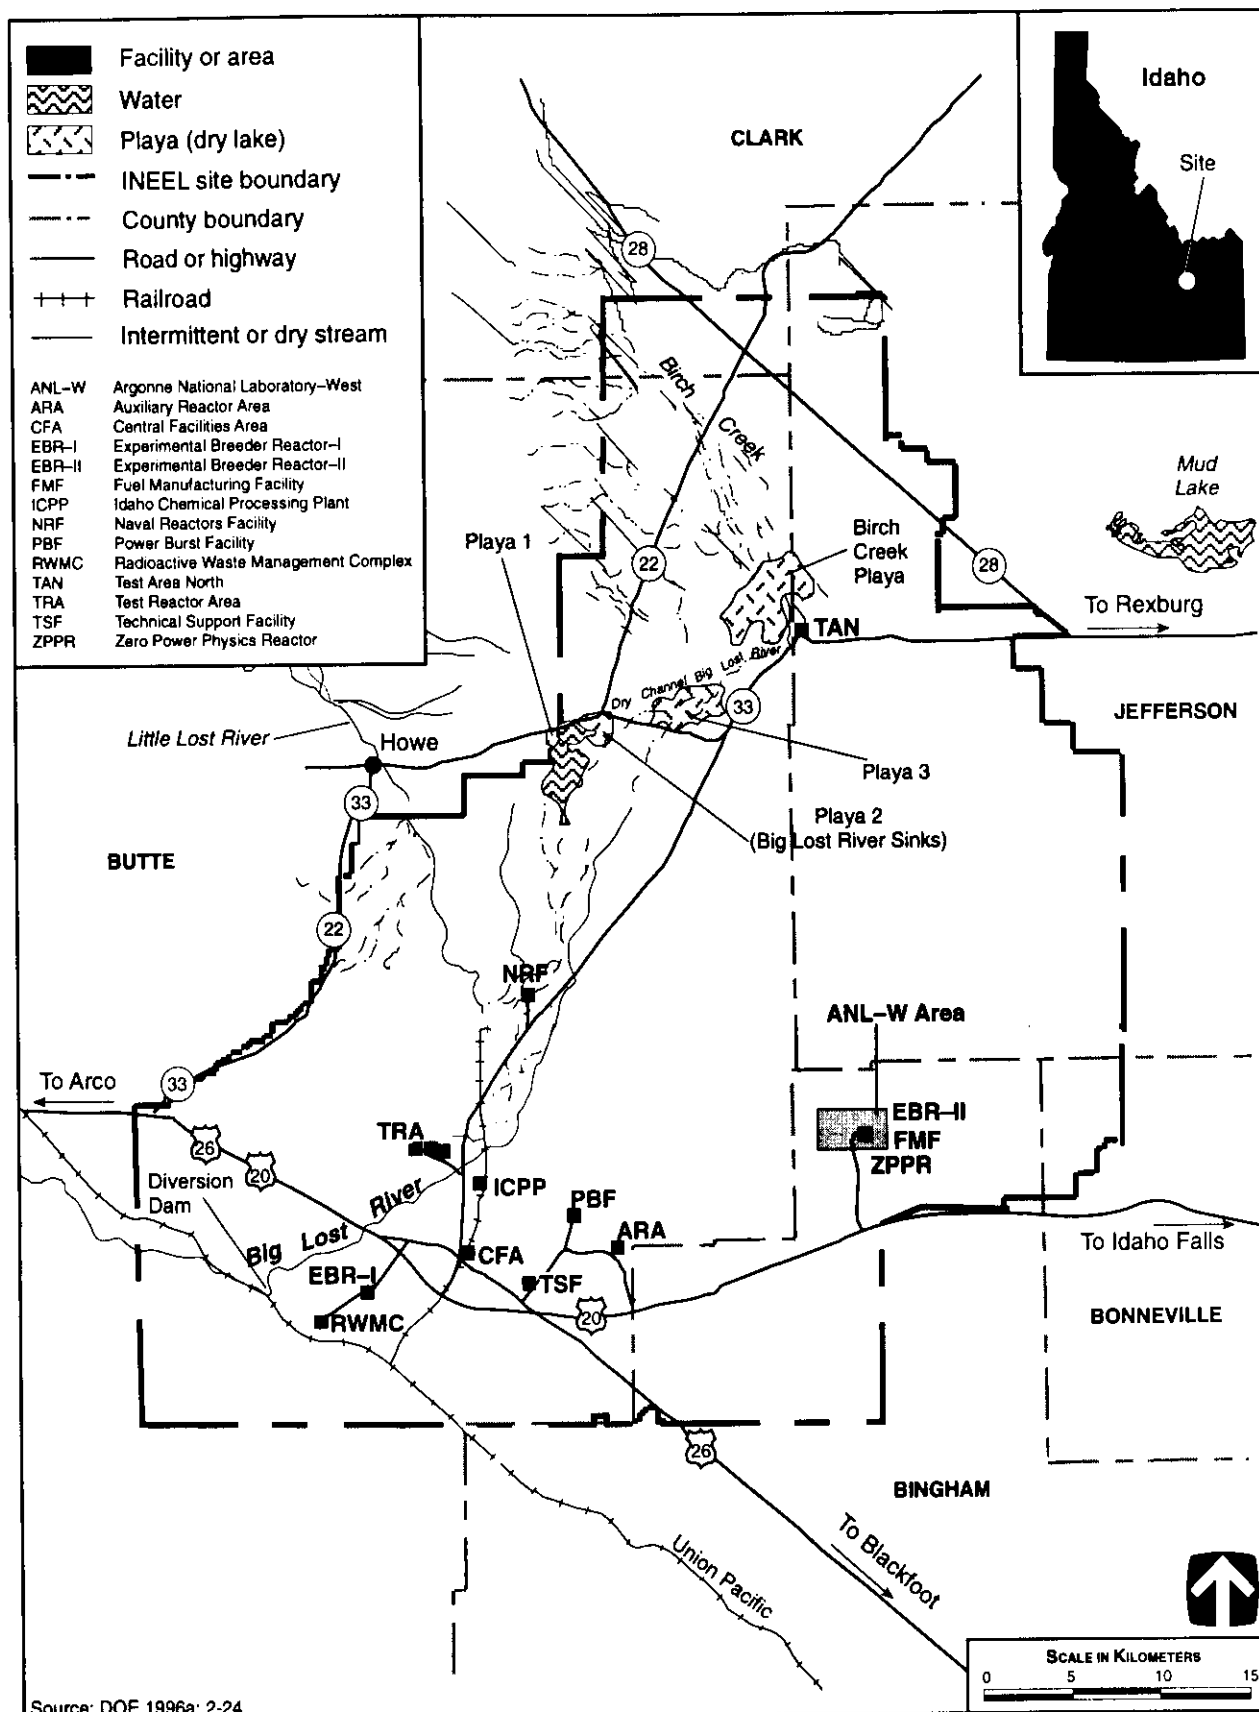 Facility or area
Water
Playa (dry lake)
INEEL site boundary
County boundary
Road or highway
Railroad
Intermittent or dry stream
ANL–W Argonne National Laboratory–West
ARA Auxiliary Reactor Area
CFA Central Facilities Area
EBR–I Experimental Breeder Reactor–I
EBR–II Experimental Breeder Reactor–II
FMF Fuel Manufacturing Facility
ICPP Idaho Chemical Processing Plant
NRF Naval Reactors Facility
PBF Power Burst Facility
RWMC Radioactive Waste Management Complex
TAN Test Area North
TRA Test Reactor Area
TSF Technical Support Facility
ZPPR Zero Power Physics Reactor
Idaho
Site
CLARK
28
Birch
Creek
Mud
Lake
Playa 1
22
Birch
Creek
Playa
28
To Rexburg
TAN
Dry Channel Big Lost River
33
JEFFERSON
Little Lost River
Howe
Playa 3
33
Playa 2
(Big Lost River Sinks)
BUTTE
22
NRF
ANL–W Area
To Arco
33
EBR–II
FMF
ZPPR
TRA
26
20
Diversion
Dam
ICPP
PBF
ARA
Big Lost River
CFA
To Idaho Falls
EBR–I
TSF
20
RWMC
BONNEVILLE
26
BINGHAM
To Blackfoot
Union Pacific
SCALE IN KILOMETERS
0 5 10 15
Source: DOE 1996a: 2-24